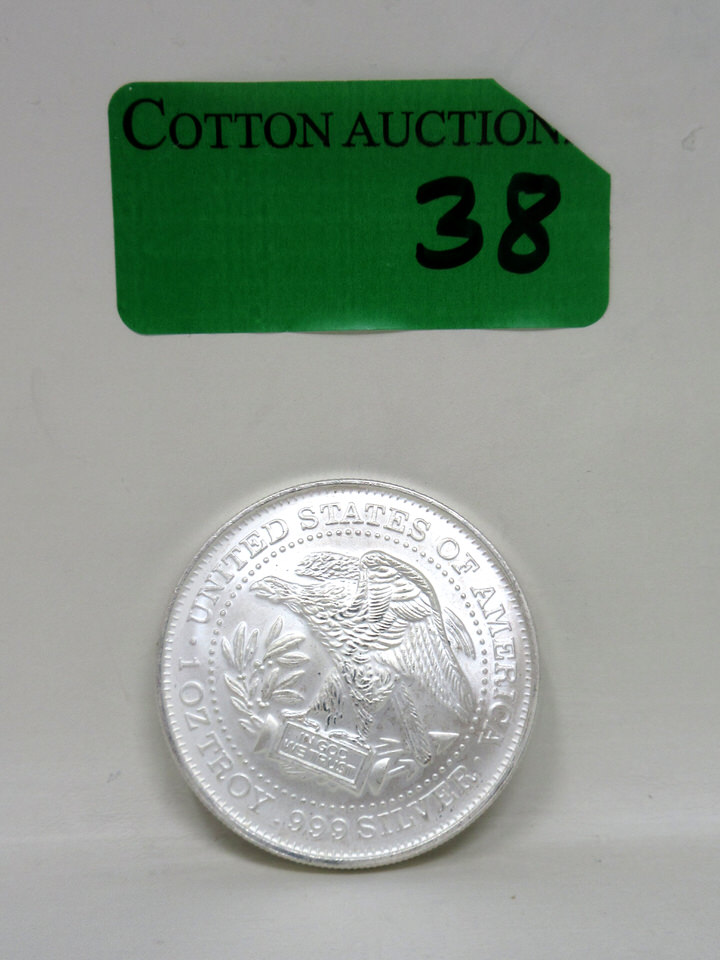 COTTON AUCTION
38
UNITED STATES OF AMERICA
· 1 OZ TROY · 999 SILVER ·
IN GOD
WE TRUST